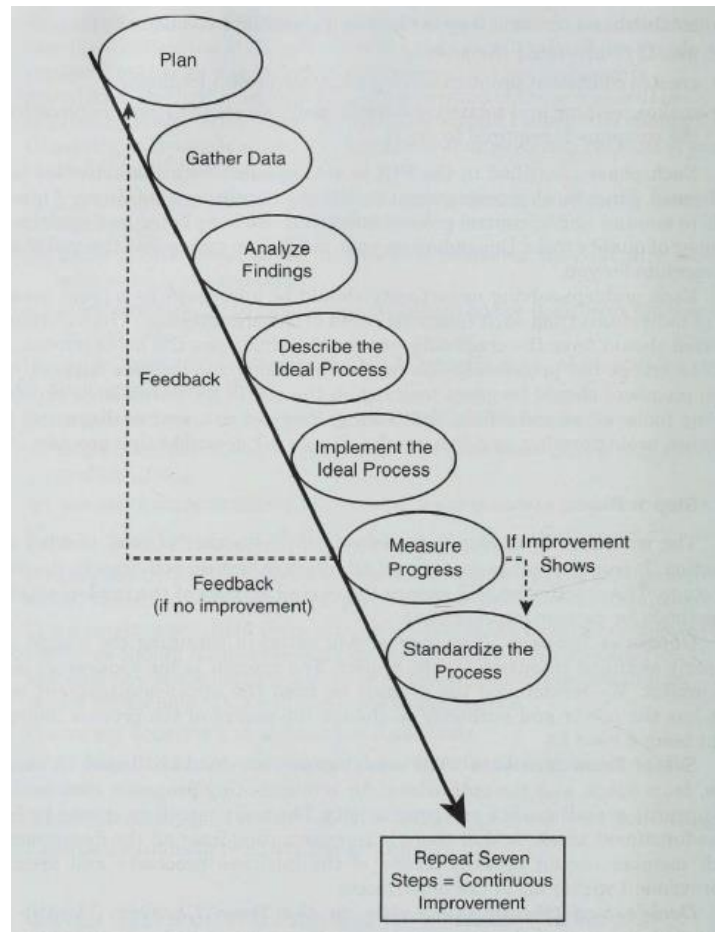 Plan
Gather Data
Analyze
Findings
Describe the
Ideal Process
Feedback
Implement the
Ideal Process
Measure
Progress
If Improvement
Shows
Feedback
(if no improvement)
Standardize the
Process
Repeat Seven
Steps = Continuous
Improvement